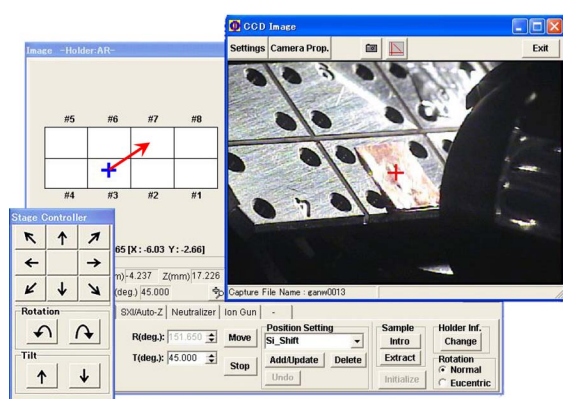 CCD Image
Settings Camera Prop. Exit
Image -Holder:AR-
#5 #6 #7 #8
#4 #3 #2 #1
Stage Controller
65 [X: -6.03 Y: -2.66]
-4.237 Z(mm) 17.226
(deg.) 45.000
Capture File Name : ganw0013
SXI/Auto-Z Neutralizer Ion Gun -
Rotation
Tilt
R(deg.): 151.650 Move
T(deg.): 45.000 Stop
Position Setting
Si_Shift
Add/Update Delete
Undo
Sample
Intro
Extract
Initialize
Holder Inf.
Change
Rotation
Normal
Eucentric